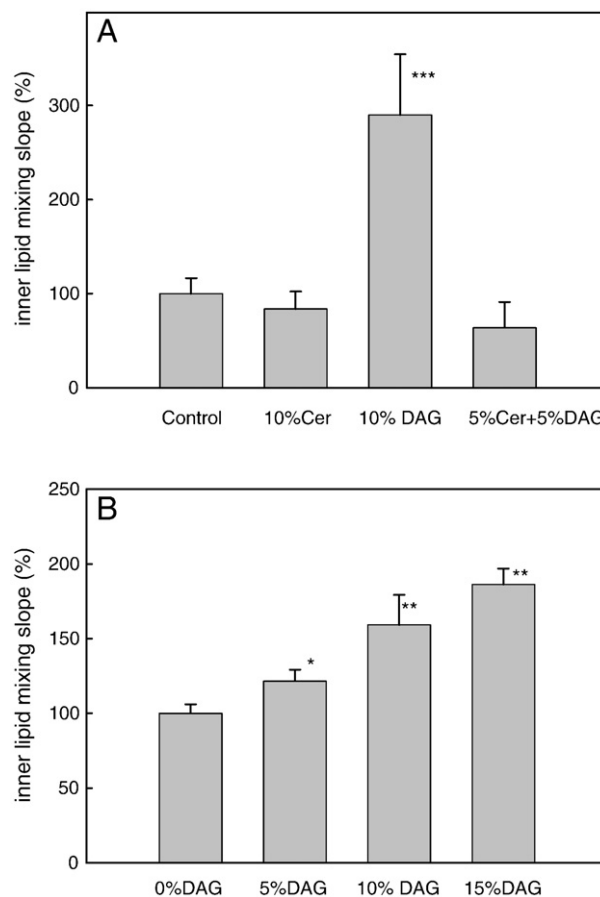 A
inner lipid mixing slope (%)
300
200
100
0
***
Control 10%Cer 10% DAG 5%Cer+5%DAG
B
inner lipid mixing slope (%)
250
200
150
100
50
0
*
**
**
0%DAG 5%DAG 10% DAG 15%DAG